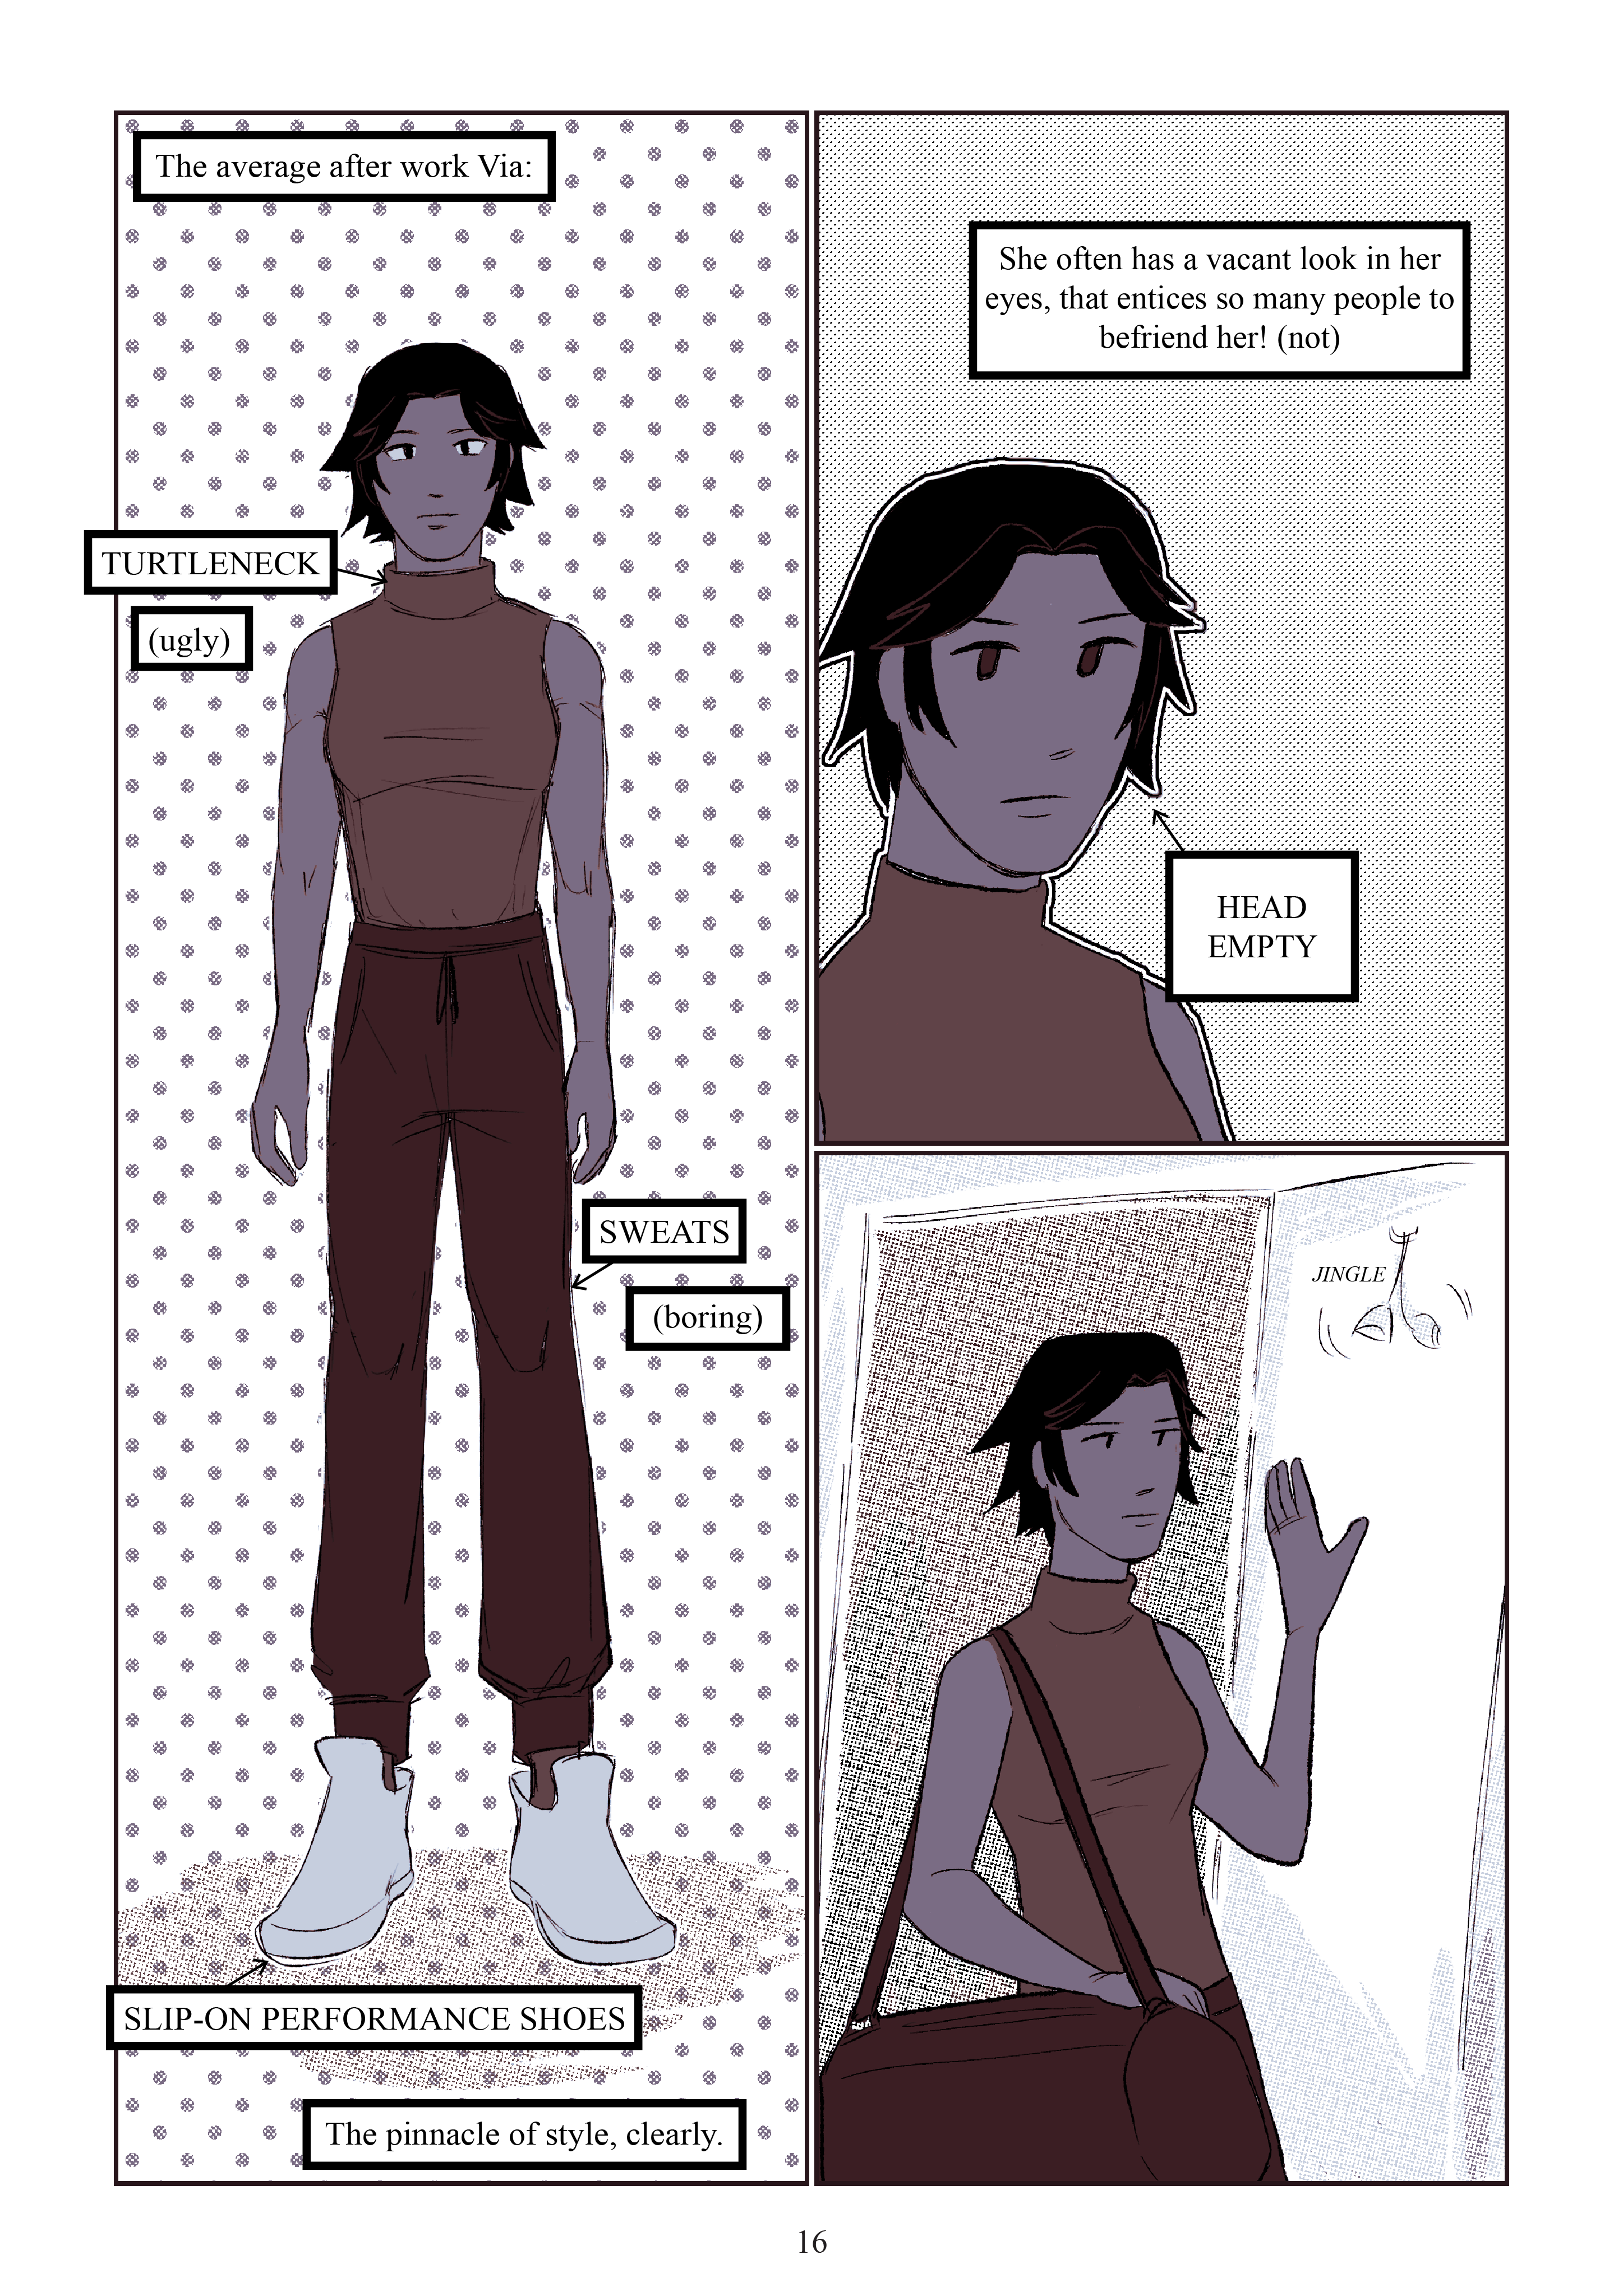 The average after work Via:
TURTLENECK
(ugly)
SWEATS
(boring)
SLIP-ON PERFORMANCE SHOES
The pinnacle of style, clearly.
She often has a vacant look in her
eyes, that entices so many people to
befriend her! (not)
HEAD
EMPTY
JINGLE
16